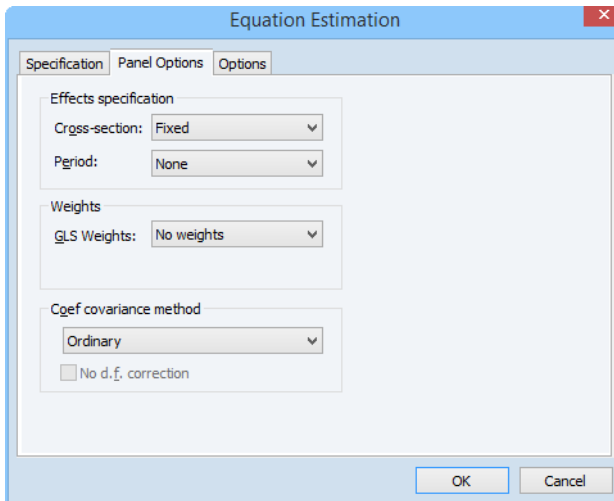 Equation Estimation
Specification Panel Options Options
Effects specification
Cross-section: Fixed
Period: None
Weights
GLS Weights: No weights
Coef covariance method
Ordinary
No d.f. correction
OK Cancel